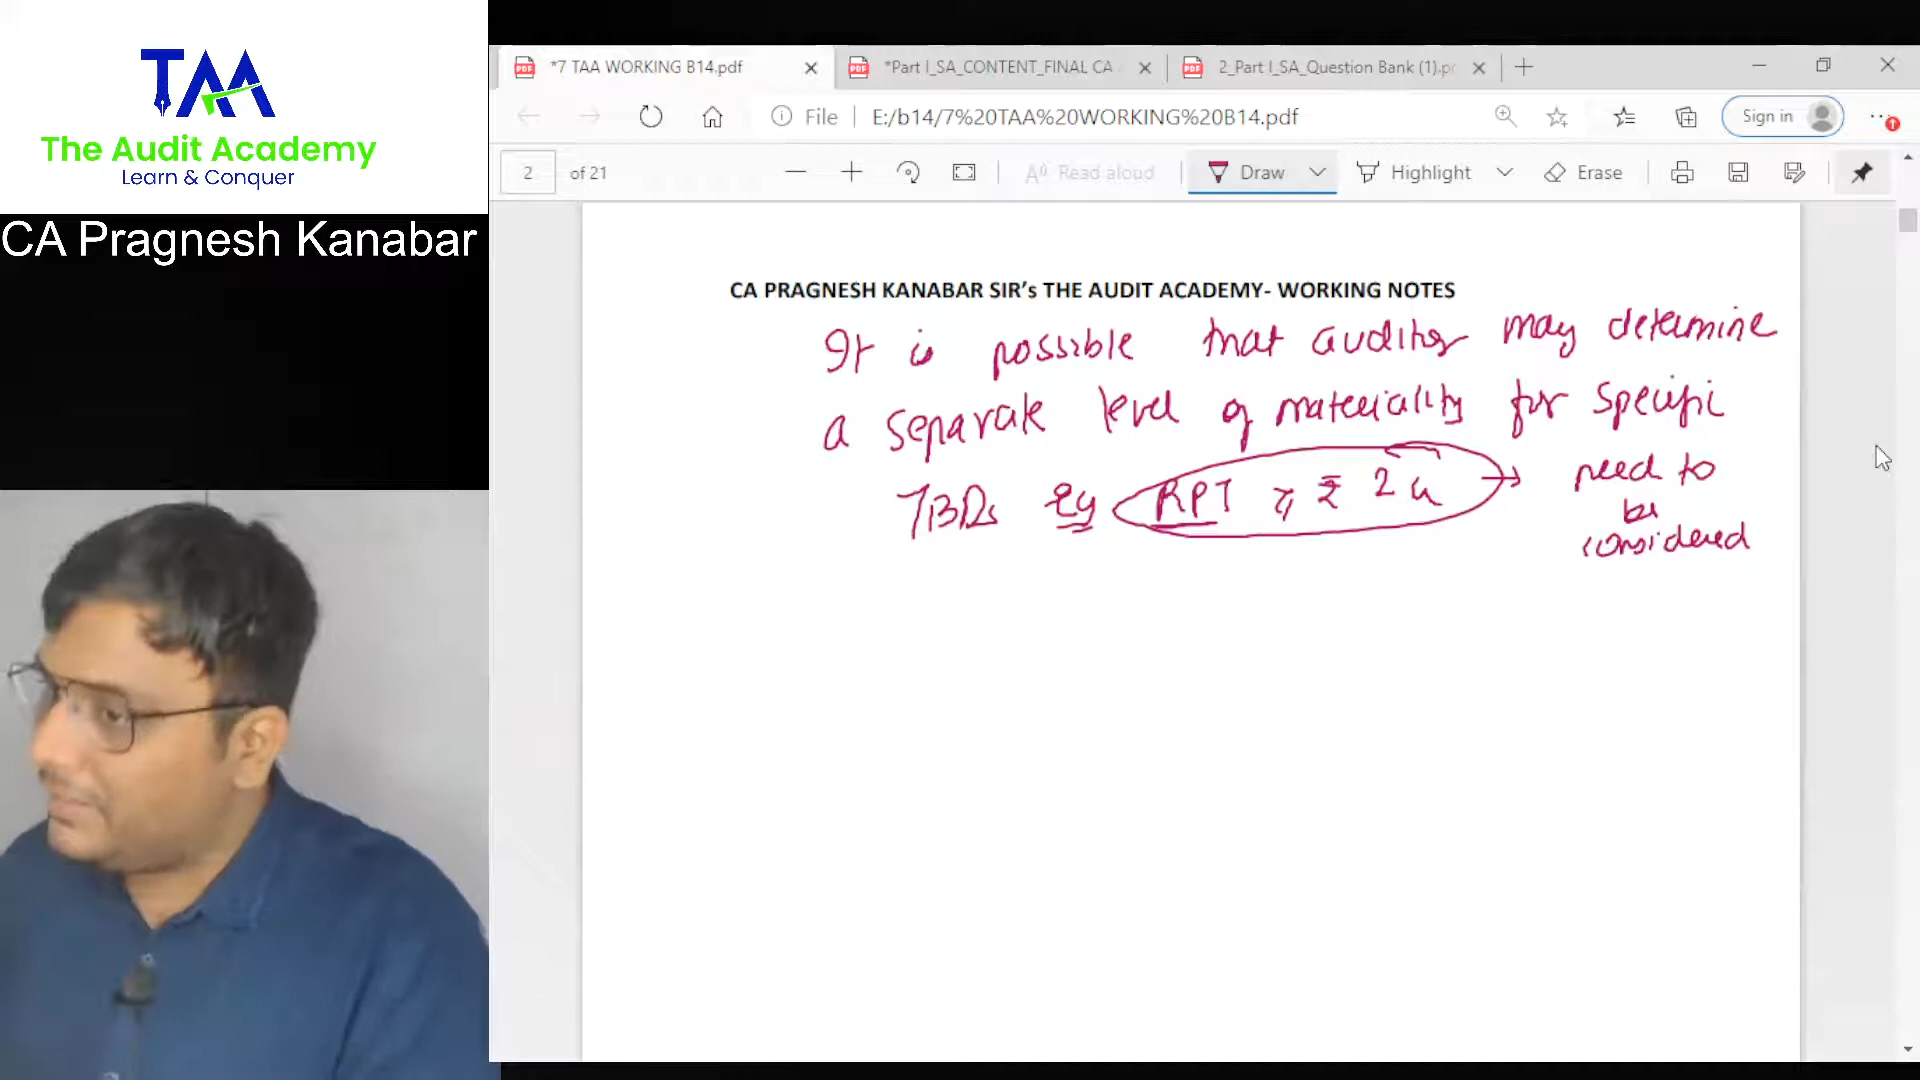 TAA
The Audit Academy
Learn & Conquer
CA Pragnesh Kanabar
*7 TAA WORKING B14.pdf
*Part I_SA_CONTENT_FINAL CA
2_Part I_SA_Question Bank (1).p
File
E:/b14/7%20TAA%20WORKING%20B14.pdf
Sign in
2
of 21
Read aloud
Draw
Highlight
Erase
CA PRAGNESH KANABAR SIR's THE AUDIT ACADEMY- WORKING NOTES
It is possible that auditor may determine
a separate level of materiality for specific
TBDs eg RPT ≥ ₹ 2 → need to
be
considered